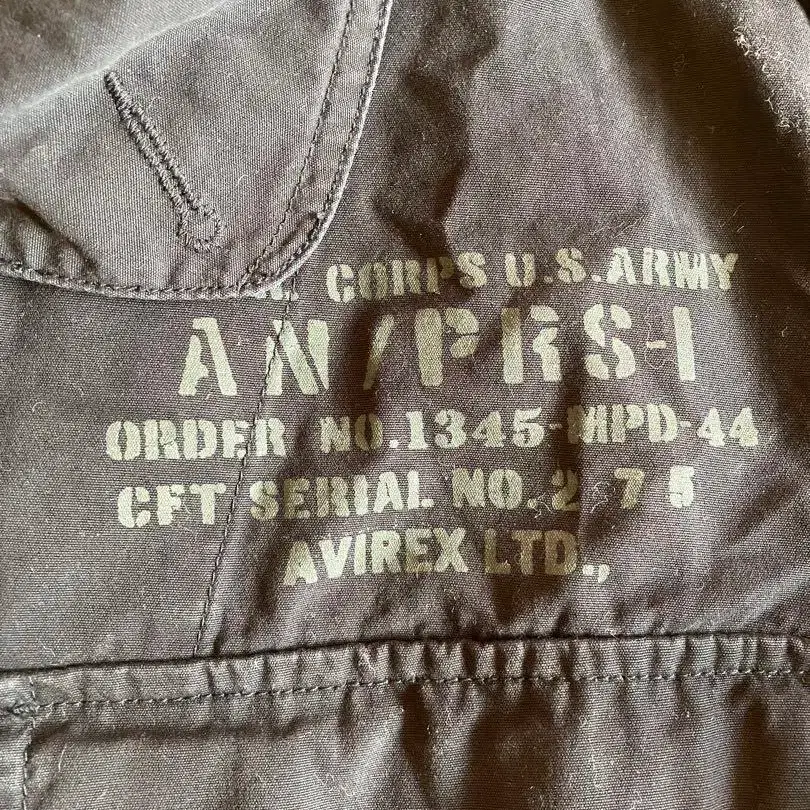 CORPS U.S.ARMY
AN/PRS-1
ORDER NO.1345-MPD-44
CFT SERIAL NO. 2 7 5
AVIREX LTD.,